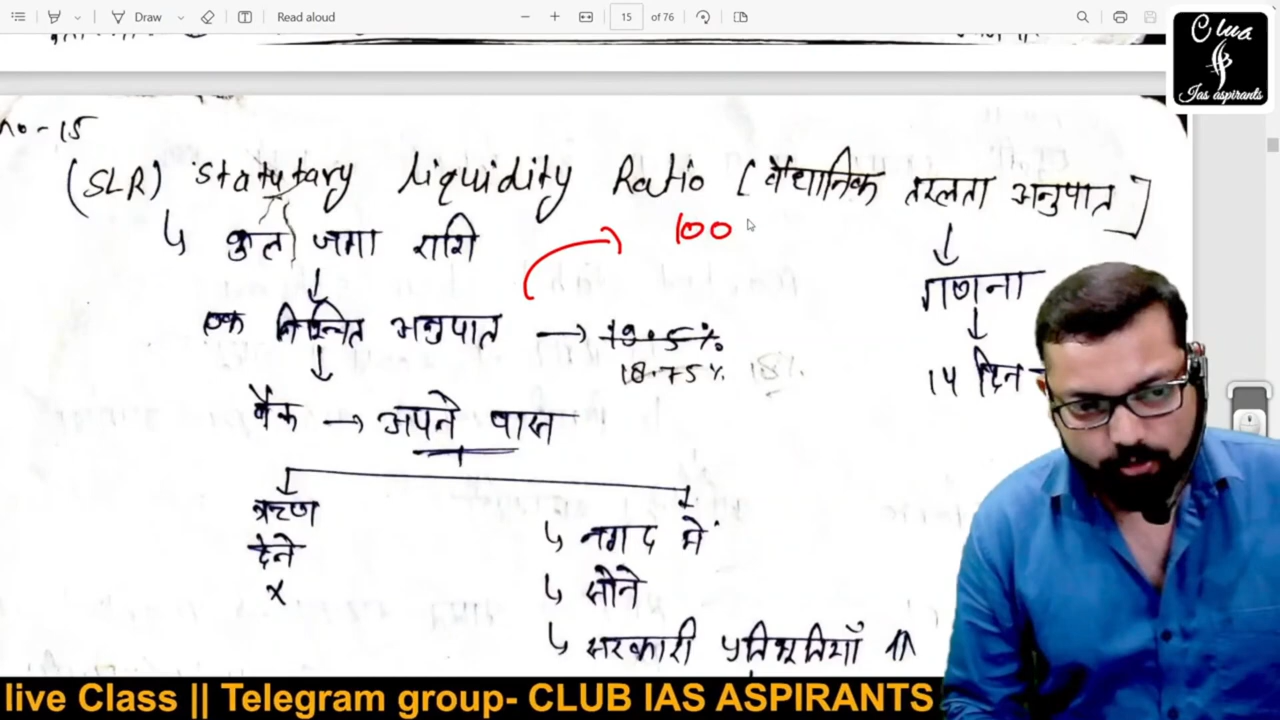 Draw
Read aloud
15 of 76
Club
Ias aspirants
no - 15
(SLR) Statutary liquidity Ratio [वैधानिक तरलता अनुपात]
↳ कुल जमा राशि
100
गणना
एक निश्चित अनुपात → 19.5%
18.75% 18%
14 दिन
बैंक → अपने पास
ऋण
देने
x
↳ नगद में
↳ सोने
↳ सरकारी प्रतिभूतियाँ
live Class || Telegram group- CLUB IAS ASPIRANTS